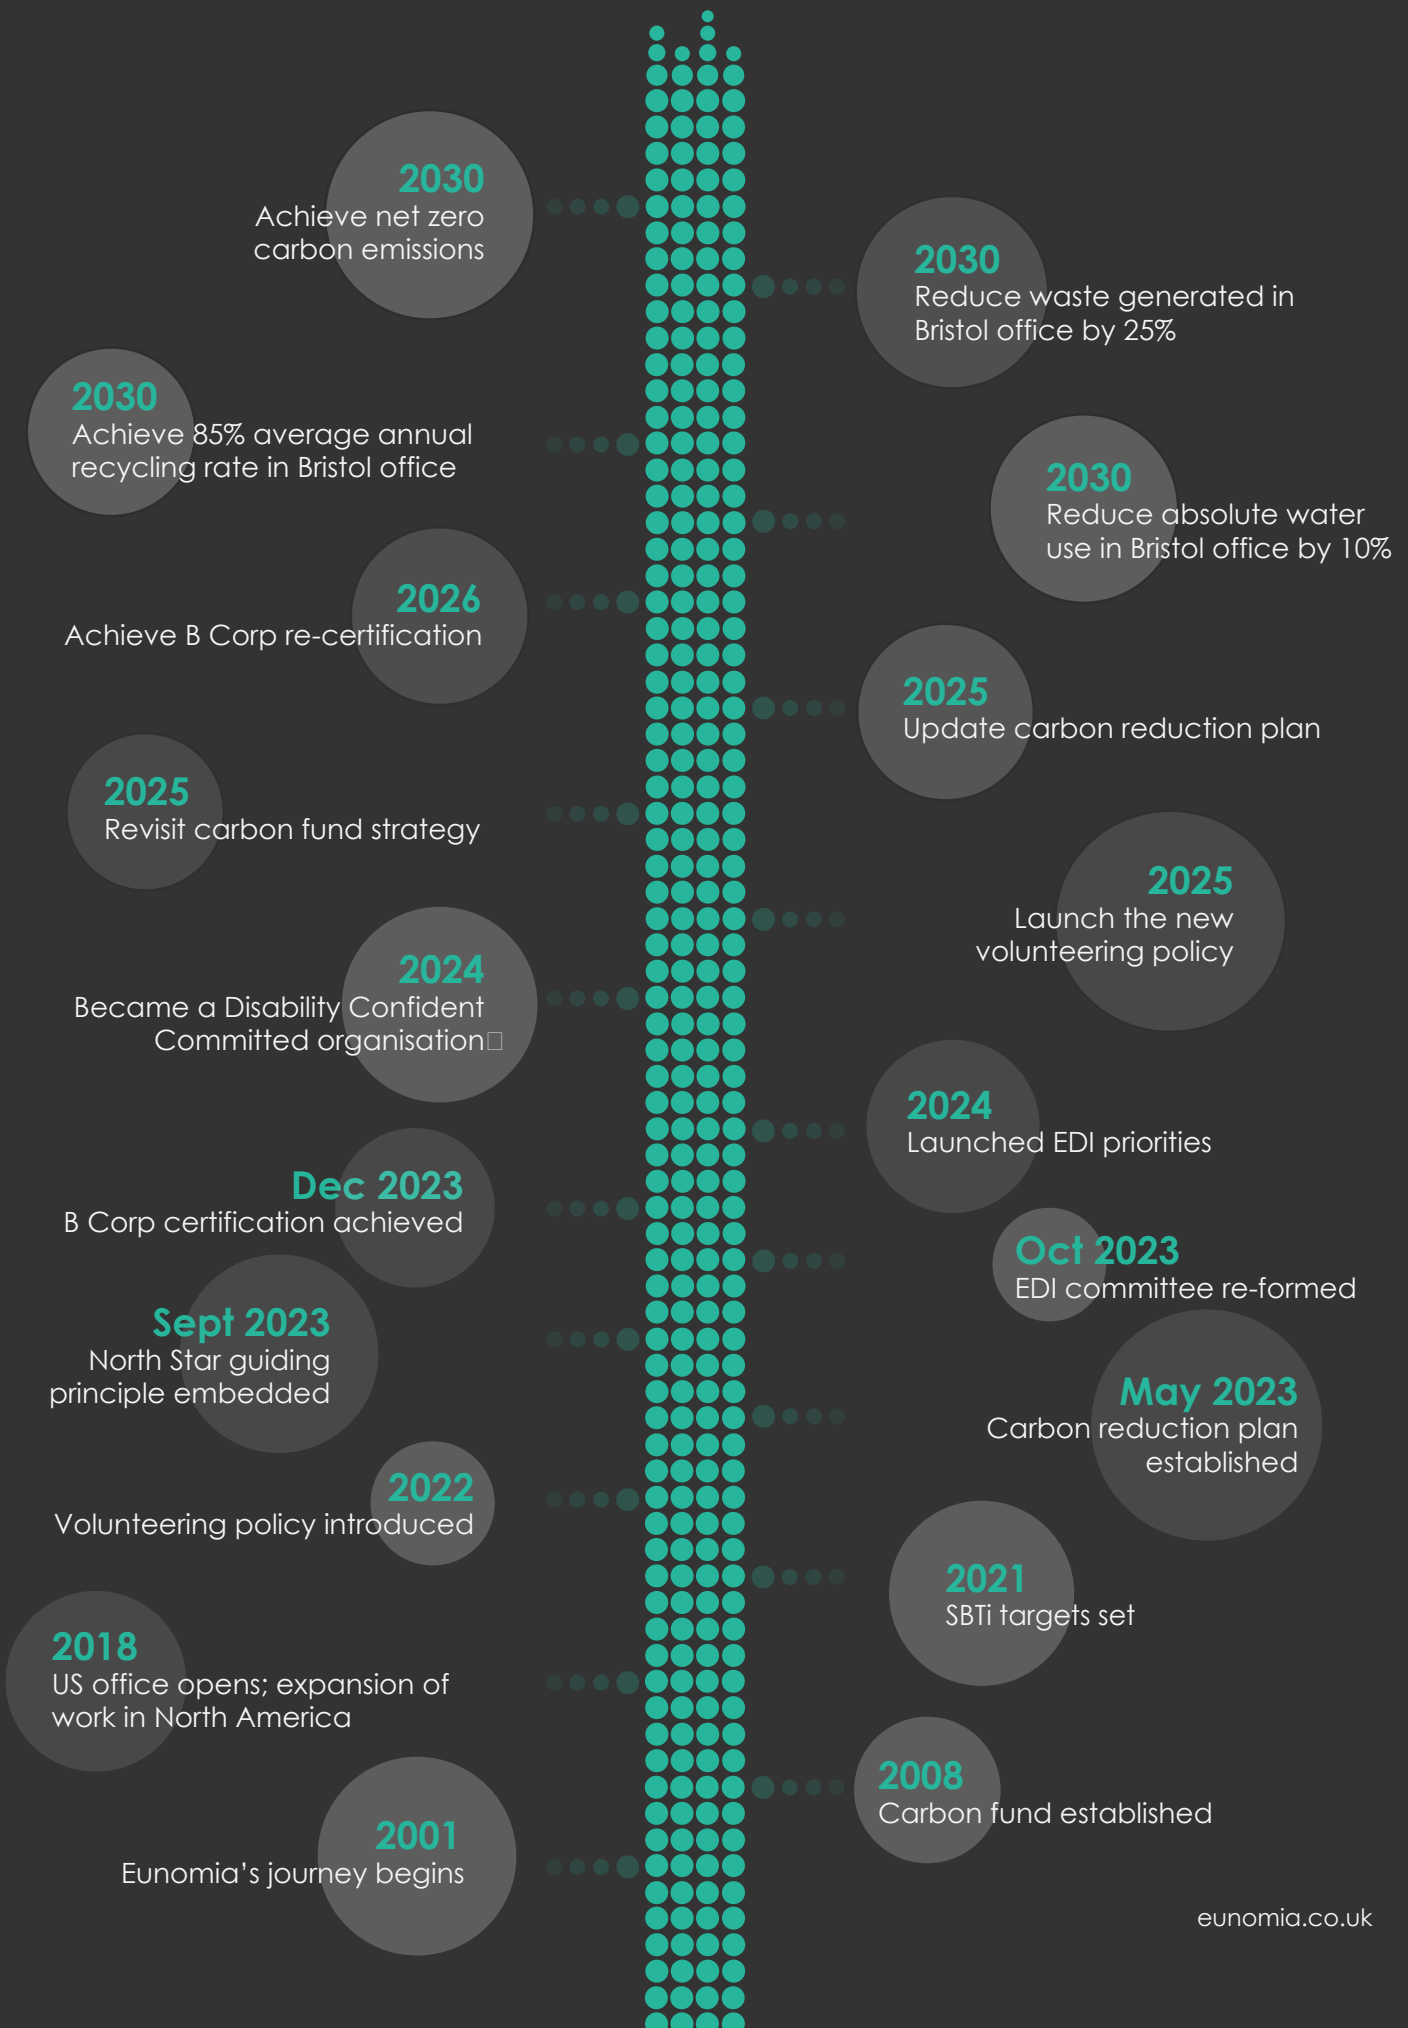 2030
Achieve net zero
carbon emissions
2030
Reduce waste generated in
Bristol office by 25%
2030
Achieve 85% average annual
recycling rate in Bristol office
2030
Reduce absolute water
use in Bristol office by 10%
2026
Achieve B Corp re-certification
2025
Update carbon reduction plan
2025
Revisit carbon fund strategy
2025
Launch the new
volunteering policy
2024
Became a Disability Confident
Committed organisation
2024
Launched EDI priorities
Dec 2023
B Corp certification achieved
Oct 2023
EDI committee re-formed
Sept 2023
North Star guiding
principle embedded
May 2023
Carbon reduction plan
established
2022
Volunteering policy introduced
2021
SBTi targets set
2018
US office opens; expansion of
work in North America
2008
Carbon fund established
2001
Eunomia’s journey begins
eunomia.co.uk